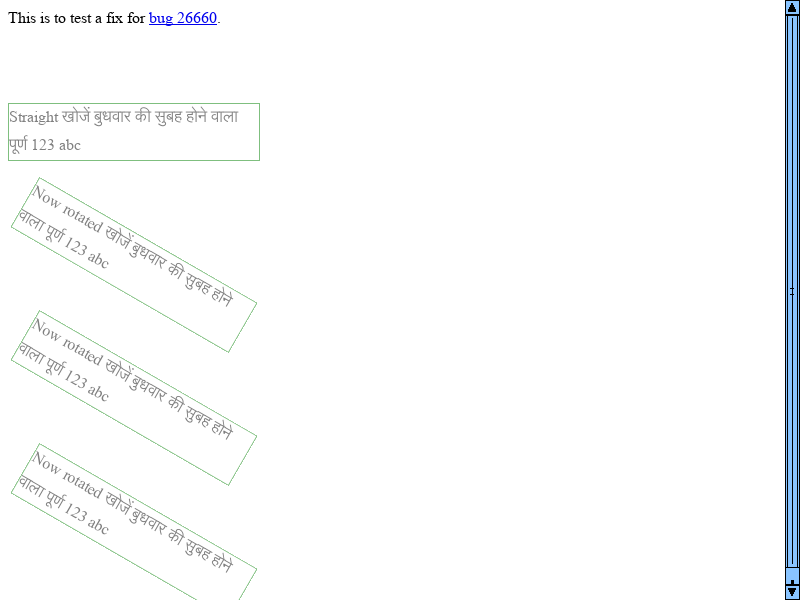 This is to test a fix for bug 26660.
Straight खोजें बुधवार की सुबह होने वाला
पूर्ण 123 abc
Now rotated खोजें बुधवार की सुबह होने
वाला पूर्ण 123 abc
Now rotated खोजें बुधवार की सुबह होने
वाला पूर्ण 123 abc
Now rotated खोजें बुधवार की सुबह होने
वाला पूर्ण 123 abc